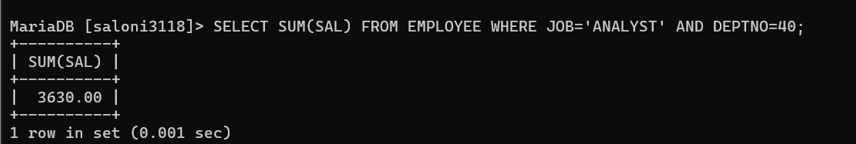 MariaDB [saloni3118]> SELECT SUM(SAL) FROM EMPLOYEE WHERE JOB='ANALYST' AND DEPTNO=40;
+----------+
| SUM(SAL) |
+----------+
|  3630.00 |
+----------+
1 row in set (0.001 sec)